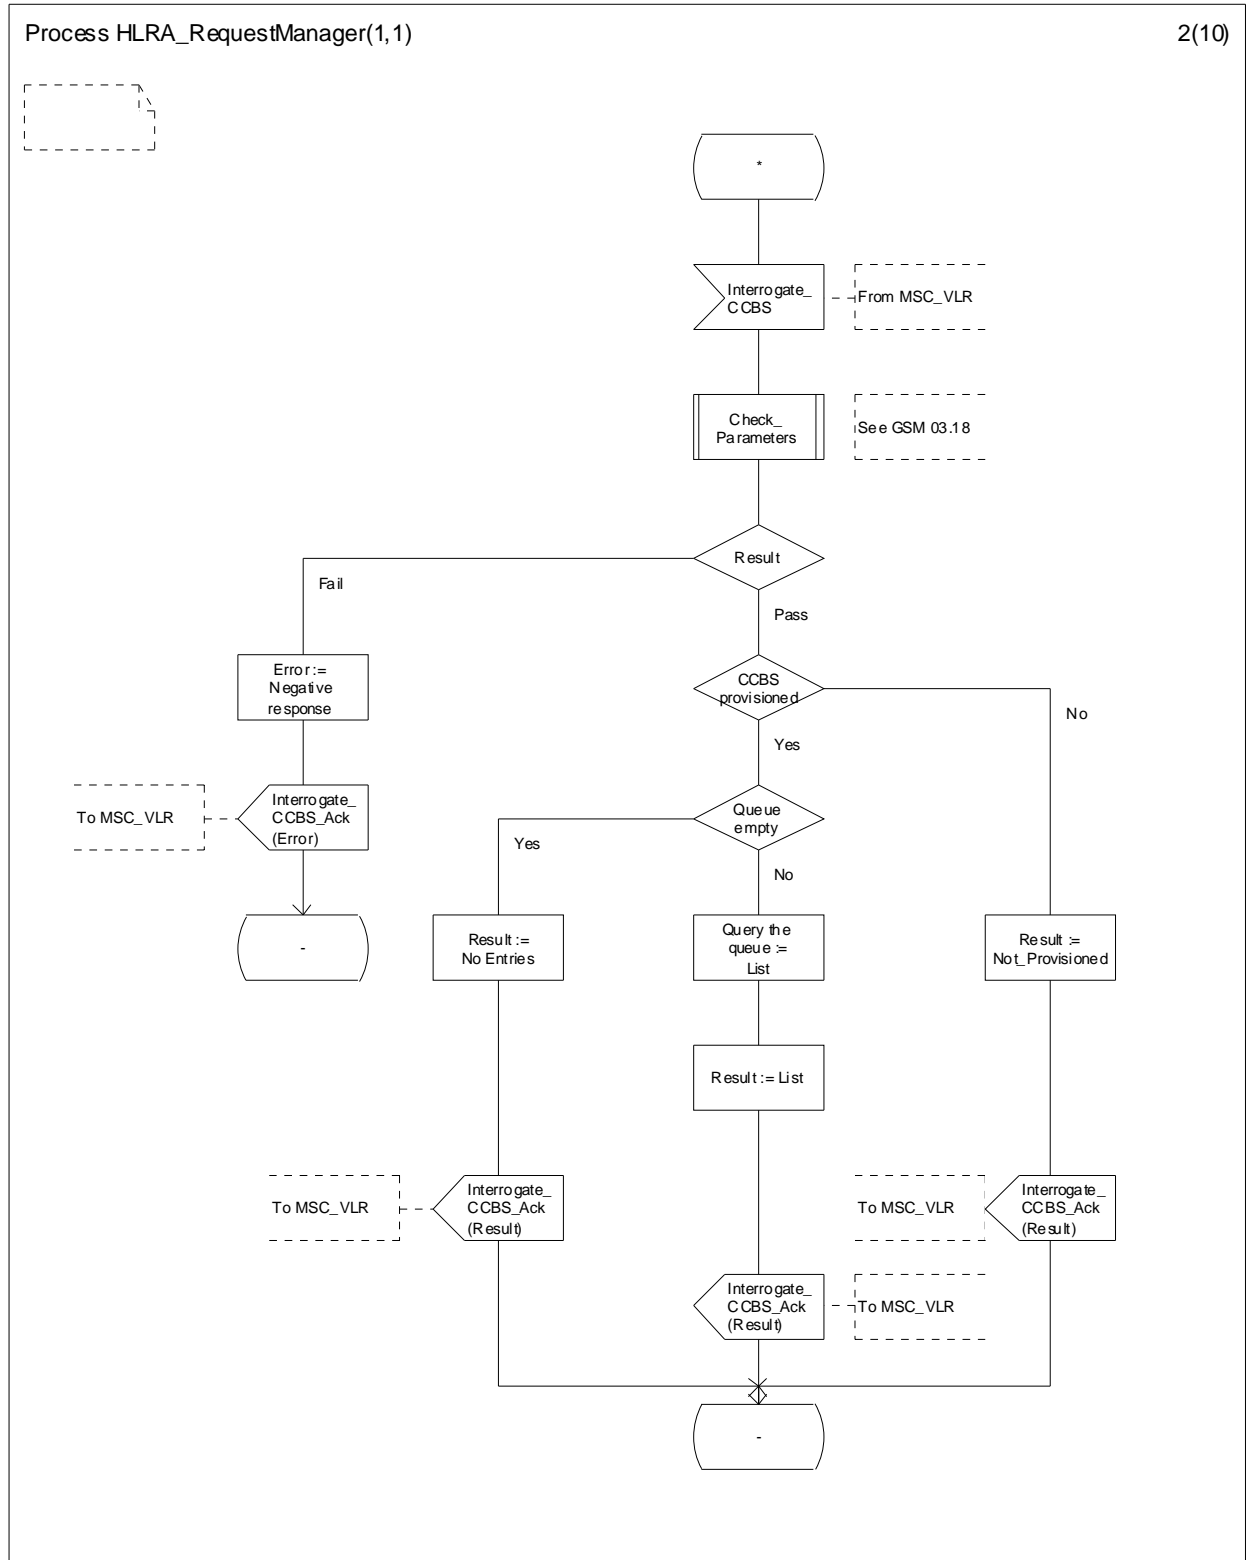 Process HLRA_RequestManager(1,1)
2(10)
*
Interrogate_
CCBS
From MSC_VLR
Check_
Parameters
See GSM 03.18
Result
Fail
Pass
Error :=
Negative
response
CCBS
provisioned
No
Yes
To MSC_VLR
Interrogate_
CCBS_Ack
(Error)
Queue
empty
Yes
No
-
Result :=
No Entries
Query the
queue :=
List
Result :=
Not_Provisioned
Result := List
To MSC_VLR
Interrogate_
CCBS_Ack
(Result)
To MSC_VLR
Interrogate_
CCBS_Ack
(Result)
Interrogate_
CCBS_Ack
(Result)
To MSC_VLR
-